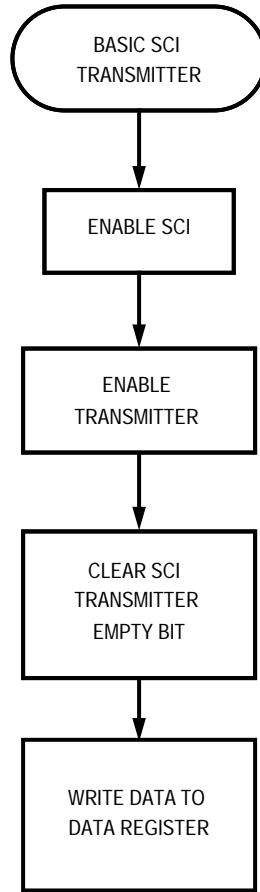 BASIC SCI
TRANSMITTER
ENABLE SCI
ENABLE
TRANSMITTER
CLEAR SCI
TRANSMITTER
EMPTY BIT
WRITE DATA TO
DATA REGISTER